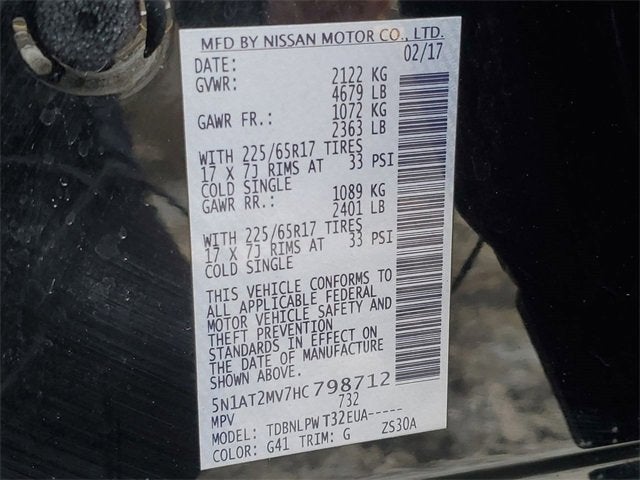 MFD BY NISSAN MOTOR CO., LTD.
DATE: 02/17
GVWR: 2122 KG
4679 LB
GAWR FR.: 1072 KG
2363 LB
WITH 225/65R17 TIRES
17 X 7J RIMS AT 33 PSI
COLD SINGLE
GAWR RR.: 1089 KG
2401 LB
WITH 225/65R17 TIRES
17 X 7J RIMS AT 33 PSI
COLD SINGLE
THIS VEHICLE CONFORMS TO
ALL APPLICABLE FEDERAL
MOTOR VEHICLE SAFETY AND
THEFT PREVENTION
STANDARDS IN EFFECT ON
THE DATE OF MANUFACTURE
SHOWN ABOVE.
5N1AT2MV7HC798712
MPV 732
MODEL: TDBNLPWT32EUA-----
COLOR: G41 TRIM: G ZS30A